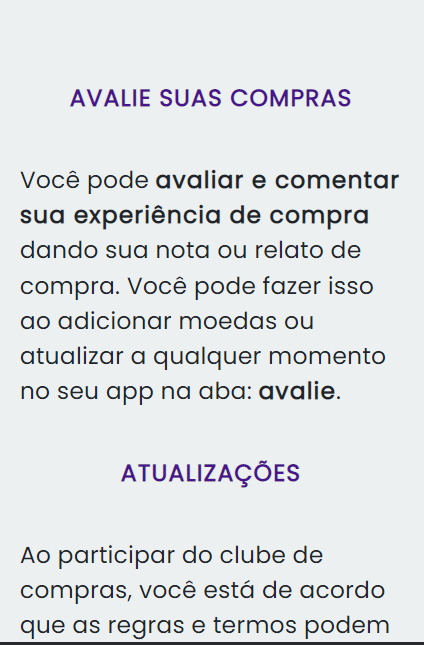 AVALIE SUAS COMPRAS
Você pode avaliar e comentar
sua experiência de compra
dando sua nota ou relato de
compra. Você pode fazer isso
ao adicionar moedas ou
atualizar a qualquer momento
no seu app na aba: avalie.
ATUALIZAÇÕES
Ao participar do clube de
compras, você está de acordo
que as regras e termos podem